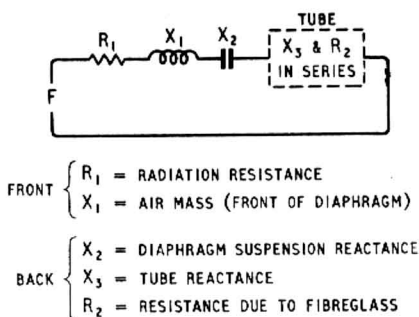 TUBE
R₁ X₁ X₂ X₃ & R₂
IN SERIES
F
FRONT { R₁ = RADIATION RESISTANCE
X₁ = AIR MASS (FRONT OF DIAPHRAGM)
BACK { X₂ = DIAPHRAGM SUSPENSION REACTANCE
X₃ = TUBE REACTANCE
R₂ = RESISTANCE DUE TO FIBREGLASS